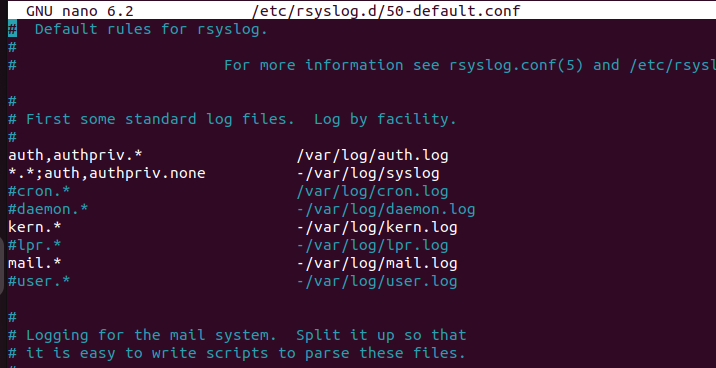 GNU nano 6.2 /etc/rsyslog.d/50-default.conf
# Default rules for rsyslog.
#
# For more information see rsyslog.conf(5) and /etc/rsysl
#
# First some standard log files.  Log by facility.
#
auth,authpriv.* /var/log/auth.log
*.*;auth,authpriv.none -/var/log/syslog
#cron.* /var/log/cron.log
#daemon.* -/var/log/daemon.log
kern.* -/var/log/kern.log
#lpr.* -/var/log/lpr.log
mail.* -/var/log/mail.log
#user.* -/var/log/user.log
#
# Logging for the mail system.  Split it up so that
# it is easy to write scripts to parse these files.
#